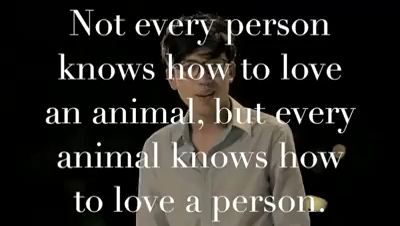 Not every person
knows how to love
an animal, but every
animal knows how
to love a person.